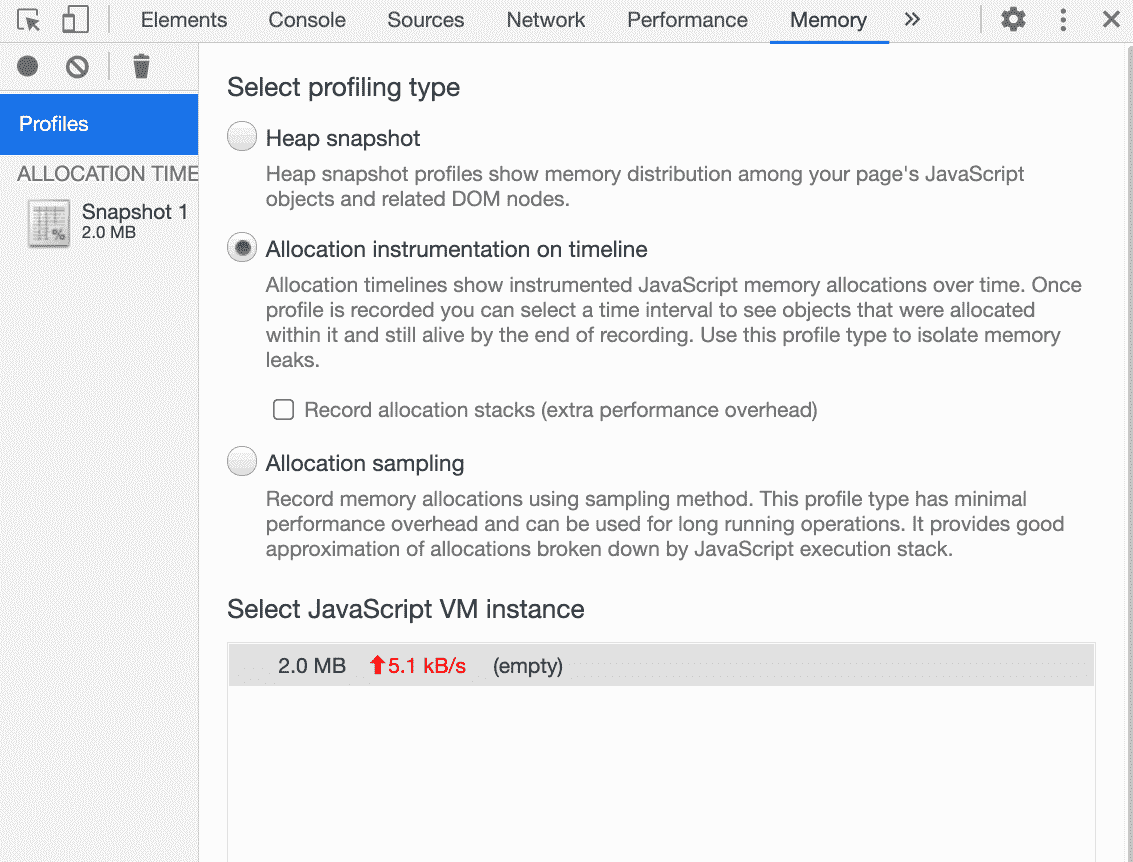 Elements Console Sources Network Performance Memory »
Profiles
ALLOCATION TIME
Snapshot 1
2.0 MB
Select profiling type
Heap snapshot
Heap snapshot profiles show memory distribution among your page's JavaScript
objects and related DOM nodes.
Allocation instrumentation on timeline
Allocation timelines show instrumented JavaScript memory allocations over time. Once
profile is recorded you can select a time interval to see objects that were allocated
within it and still alive by the end of recording. Use this profile type to isolate memory
leaks.
Record allocation stacks (extra performance overhead)
Allocation sampling
Record memory allocations using sampling method. This profile type has minimal
performance overhead and can be used for long running operations. It provides good
approximation of allocations broken down by JavaScript execution stack.
Select JavaScript VM instance
2.0 MB 5.1 kB/s (empty)